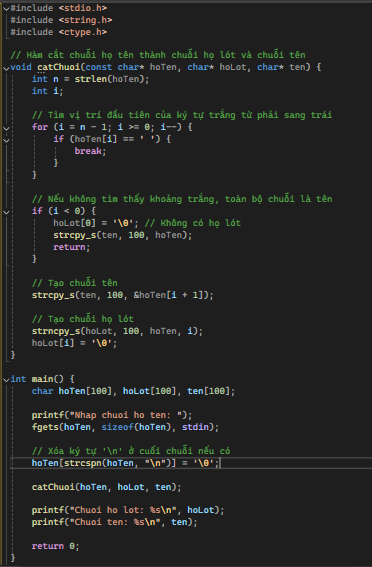 #include <stdio.h>
#include <string.h>
#include <ctype.h>
// Hàm cắt chuỗi họ tên thành chuỗi họ lót và chuỗi tên
void catChuoi(const char* hoTen, char* hoLot, char* ten) {
    int n = strlen(hoTen);
    int i;
    // Tìm vị trí đầu tiên của ký tự trắng từ phải sang trái
    for (i = n - 1; i >= 0; i--) {
        if (hoTen[i] == ' ') {
            break;
        }
    }
    // Nếu không tìm thấy khoảng trắng, toàn bộ chuỗi là tên
    if (i < 0) {
        hoLot[0] = '\0'; // Không có họ lót
        strcpy_s(ten, 100, hoTen);
        return;
    }
    // Tạo chuỗi tên
    strcpy_s(ten, 100, &hoTen[i + 1]);
    // Tạo chuỗi họ lót
    strncpy_s(hoLot, 100, hoTen, i);
    hoLot[i] = '\0';
}
int main() {
    char hoTen[100], hoLot[100], ten[100];
    printf("Nhap chuoi ho ten: ");
    fgets(hoTen, sizeof(hoTen), stdin);
    // Xóa ký tự '\n' ở cuối chuỗi nếu có
    hoTen[strcspn(hoTen, "\n")] = '\0';
    catChuoi(hoTen, hoLot, ten);
    printf("Chuoi ho lot: %s\n", hoLot);
    printf("Chuoi ten: %s\n", ten);
    return 0;
}